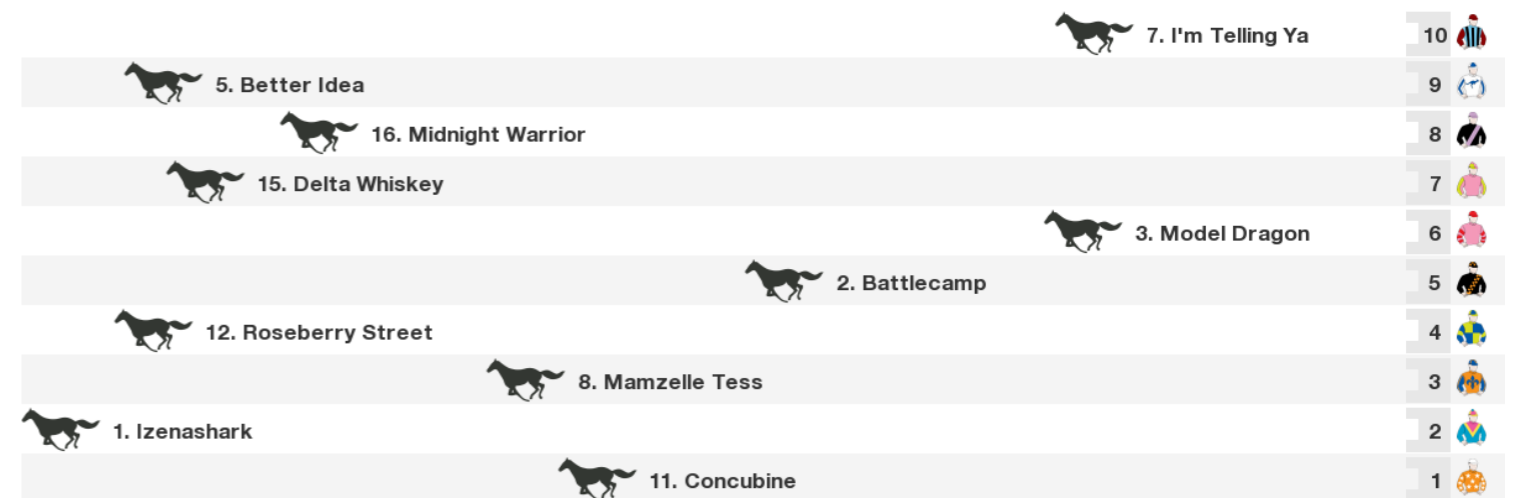 7. I'm Telling Ya 10
5. Better Idea 9
16. Midnight Warrior 8
15. Delta Whiskey 7
3. Model Dragon 6
2. Battlecamp 5
12. Roseberry Street 4
8. Mamzelle Tess 3
1. Izenashark 2
11. Concubine 1